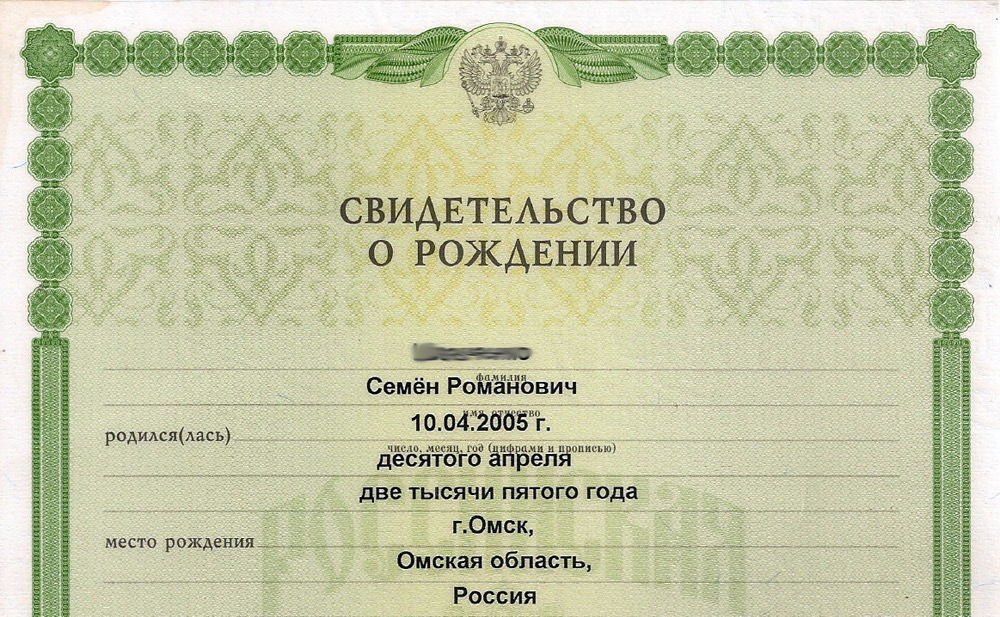 СВИДЕТЕЛЬСТВО
О РОЖДЕНИИ
фамилия
Семён Романович
имя, отчество
10.04.2005 г.
родился(лась)
число, месяц, год (цифрами и прописью)
десятого апреля
две тысячи пятого года
г.Омск,
место рождения
Омская область,
Россия